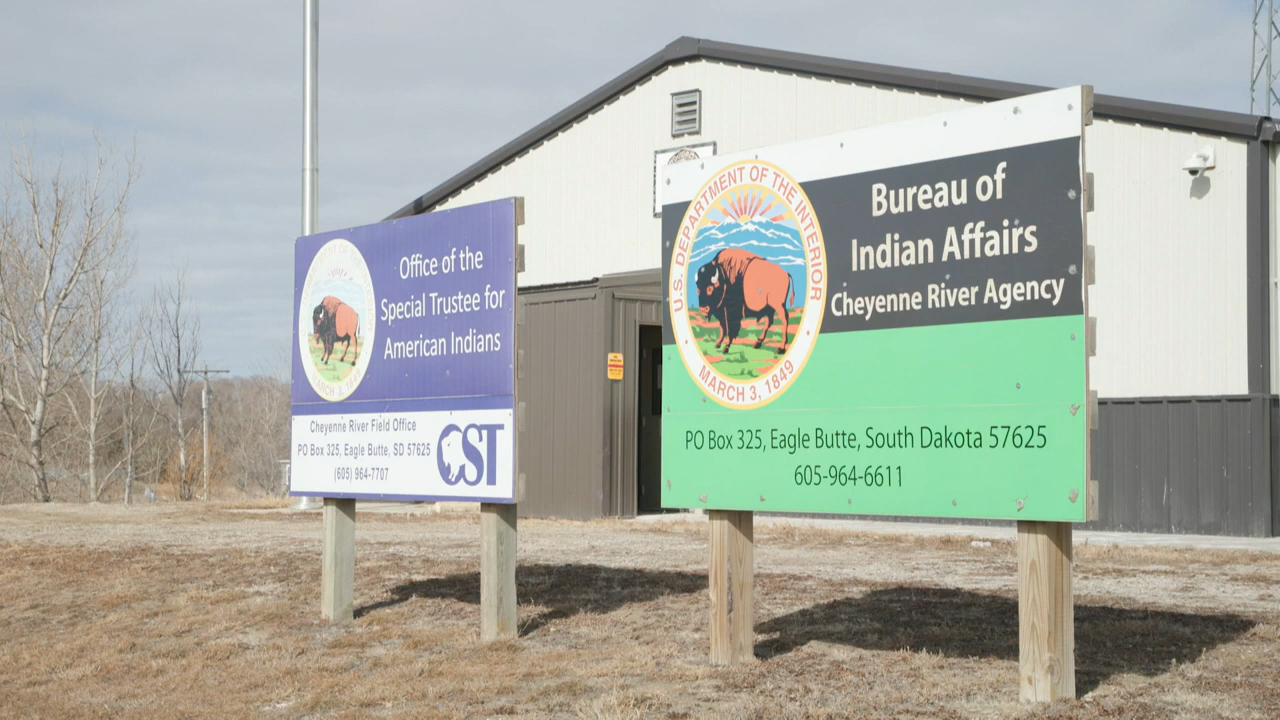 Office of the
Special Trustee for
American Indians
Cheyenne River Field Office
PO Box 325, Eagle Butte, SD 57625
(605) 964-7707
OST
U.S. DEPARTMENT OF THE INTERIOR
MARCH 3, 1849
Bureau of
Indian Affairs
Cheyenne River Agency
PO Box 325, Eagle Butte, South Dakota 57625
605-964-6611